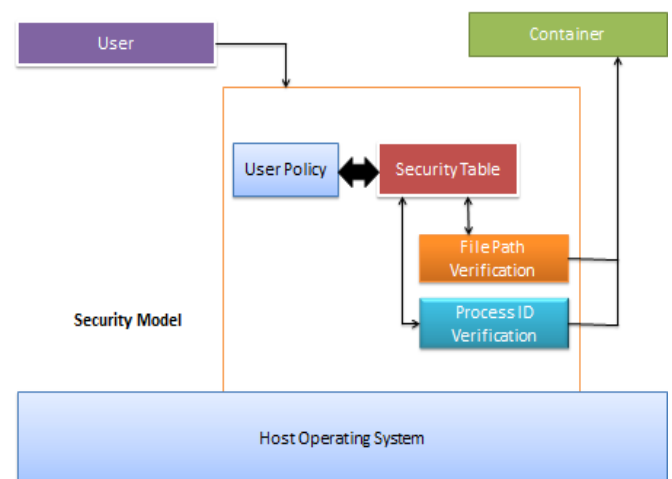 User
Container
User Policy
Security Table
File Path
Verification
Process ID
Verification
Security Model
Host Operating System